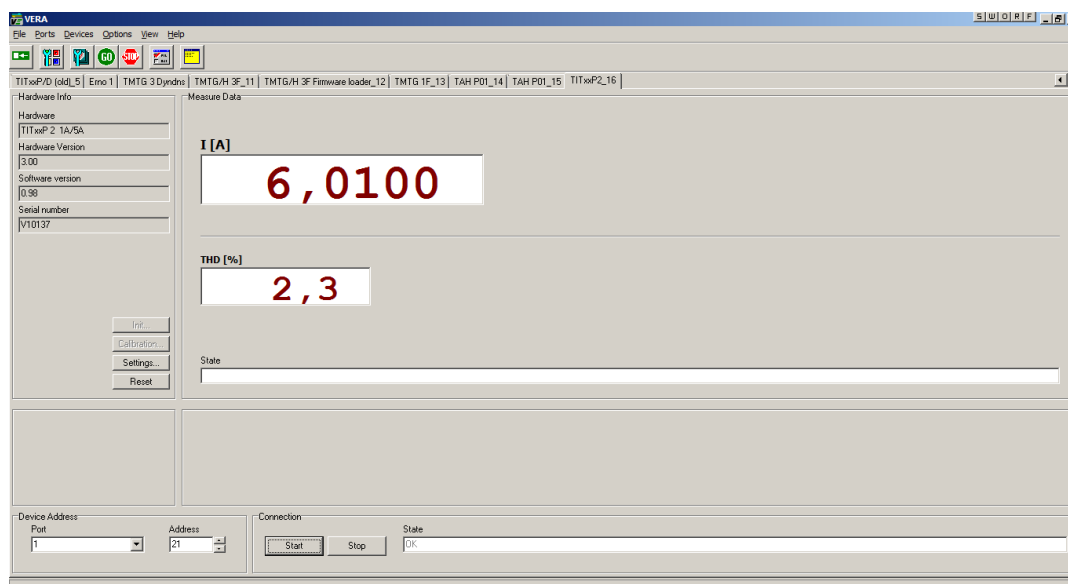 VERA
S W O R F
File Ports Devices Options View Help
GO STOP
TITxxP/D (old)_5 Erno 1 TMTG 3 Dyndns TMTG/H 3F_11 TMTG/H 3F Firmware loader_12 TMTG 1F_13 TAH P01_14 TAH P01_15 TITxxP2_16
Hardware Info
Hardware
TITxxP 2 1A/5A
Hardware Version
3.00
Software version
0.98
Serial number
V10137
Init...
Calibration...
Settings...
Reset
Measure Data
I [A]
6,0100
THD [%]
2,3
State
Device Address
Port
Address
1
21
Connection
State
Start
Stop
OK